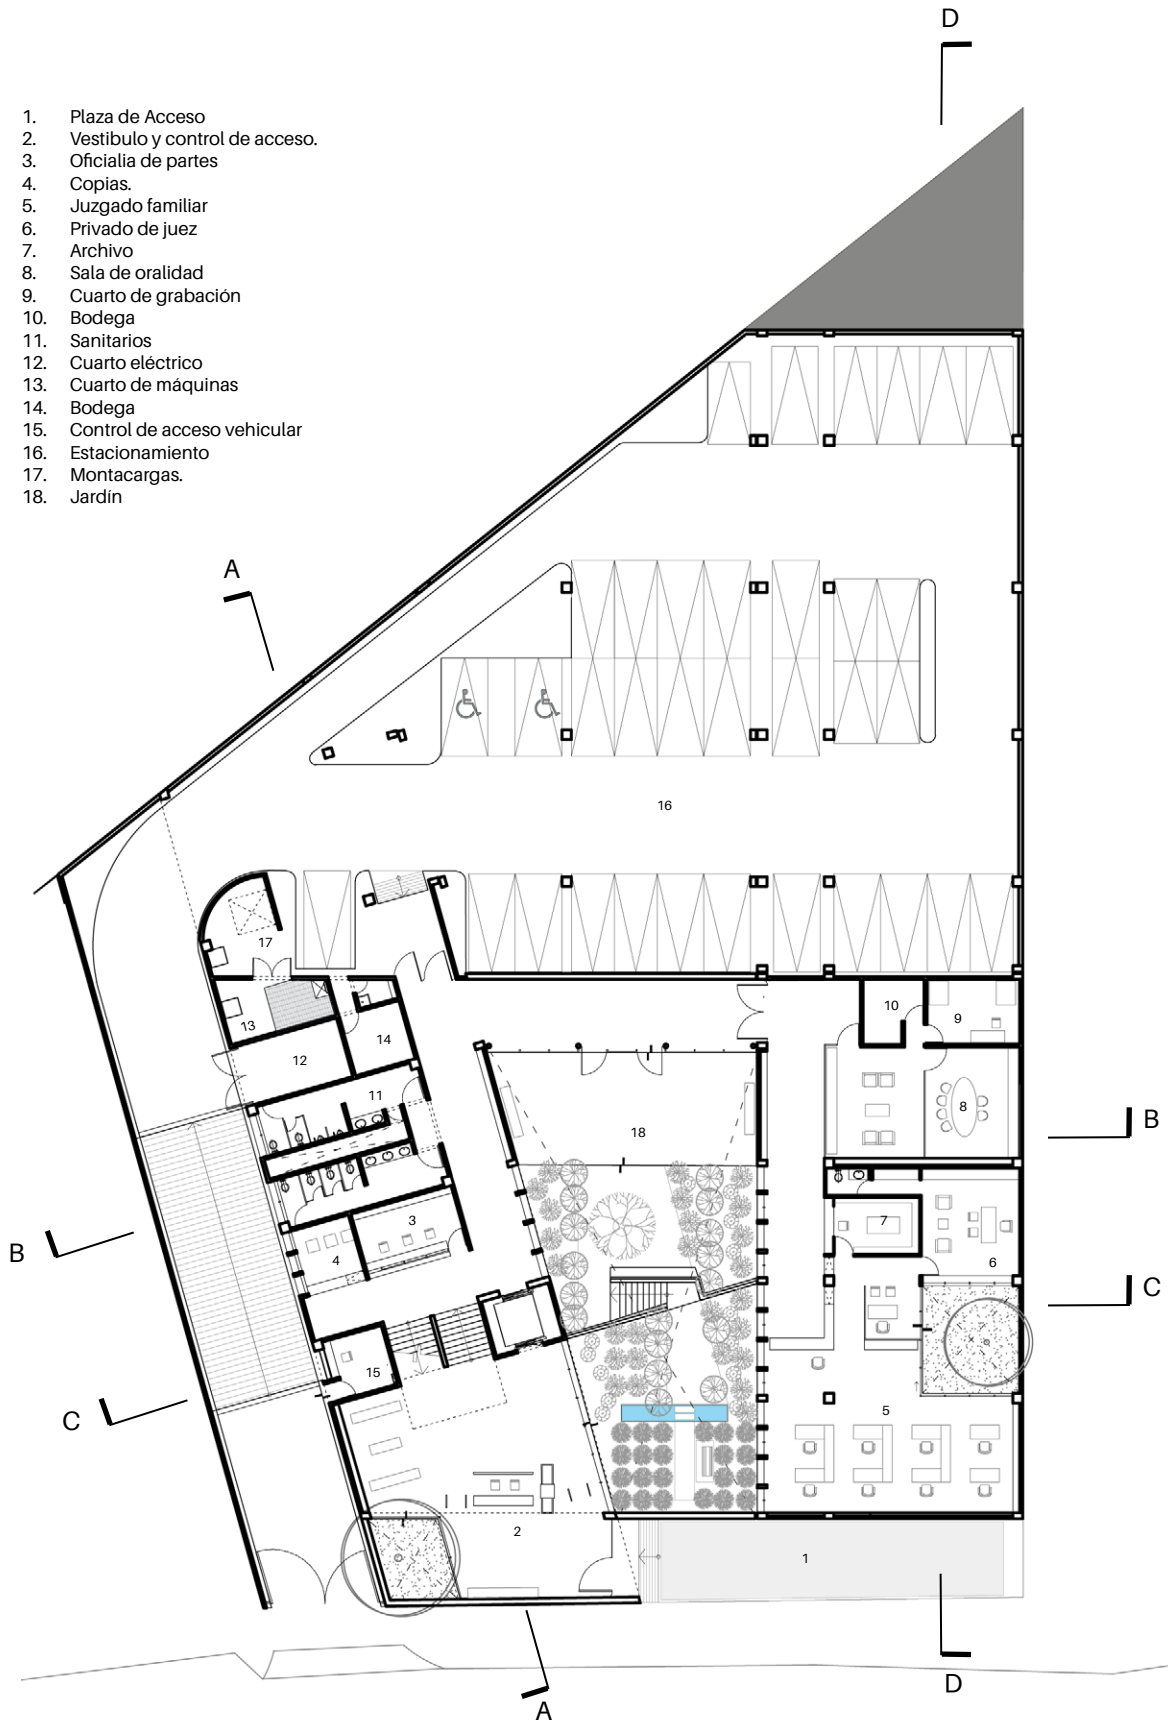 D
1. Plaza de Acceso
2. Vestibulo y control de acceso.
3. Oficialia de partes
4. Copias.
5. Juzgado familiar
6. Privado de juez
7. Archivo
8. Sala de oralidad
9. Cuarto de grabación
10. Bodega
11. Sanitarios
12. Cuarto eléctrico
13. Cuarto de máquinas
14. Bodega
15. Control de acceso vehicular
16. Estacionamiento
17. Montacargas.
18. Jardín
A
16
17
10
9
13
12
14
11
8
B
18
3
7
B
4
6
C
15
C
5
2
1
D
A